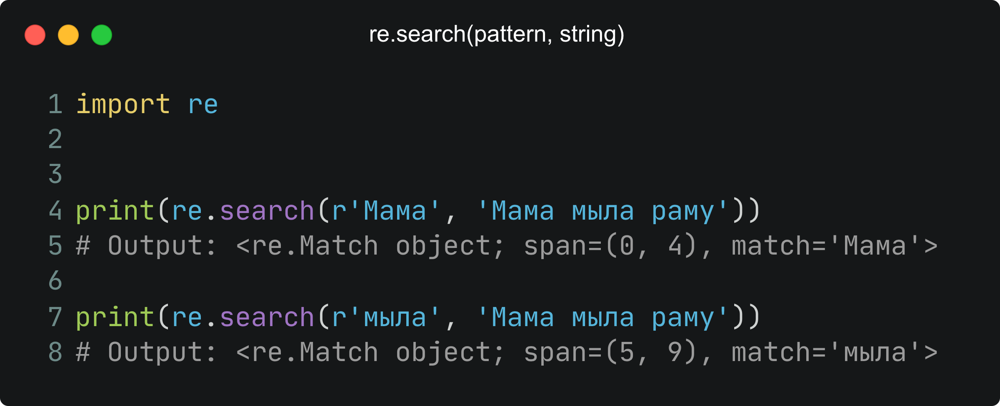 re.search(pattern, string)
1 import re
2
3
4 print(re.search(r'Мама', 'Мама мыла раму'))
5 # Output: <re.Match object; span=(0, 4), match='Мама'>
6
7 print(re.search(r'мыла', 'Мама мыла раму'))
8 # Output: <re.Match object; span=(5, 9), match='мыла'>